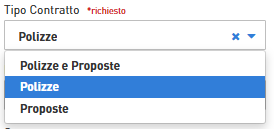 Tipo Contratto *richiesto
Polizze
Polizze e Proposte
Polizze
Proposte